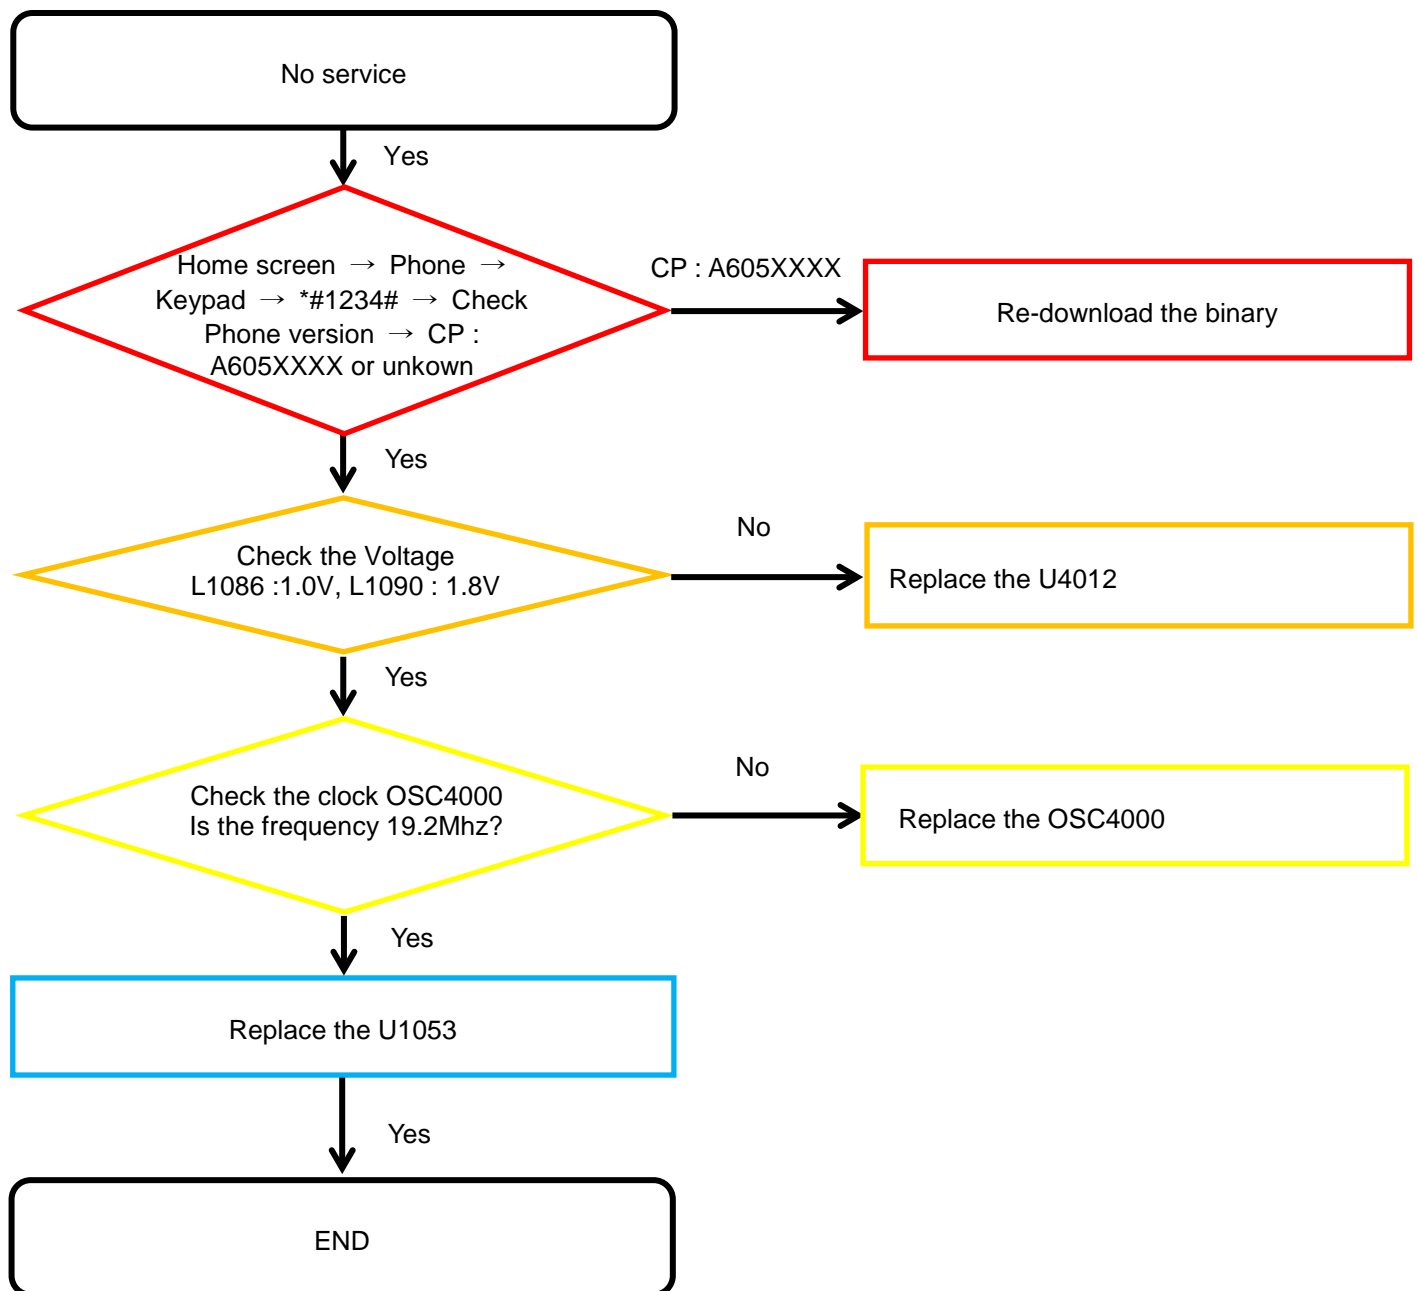 No service
Yes
Home screen → Phone →
Keypad → *#1234# → Check
Phone version → CP :
A605XXXX or unkown
CP : A605XXXX
Re-download the binary
Yes
Check the Voltage
L1086 :1.0V, L1090 : 1.8V
No
Replace the U4012
Yes
Check the clock OSC4000
Is the frequency 19.2Mhz?
No
Replace the OSC4000
Yes
Replace the U1053
Yes
END